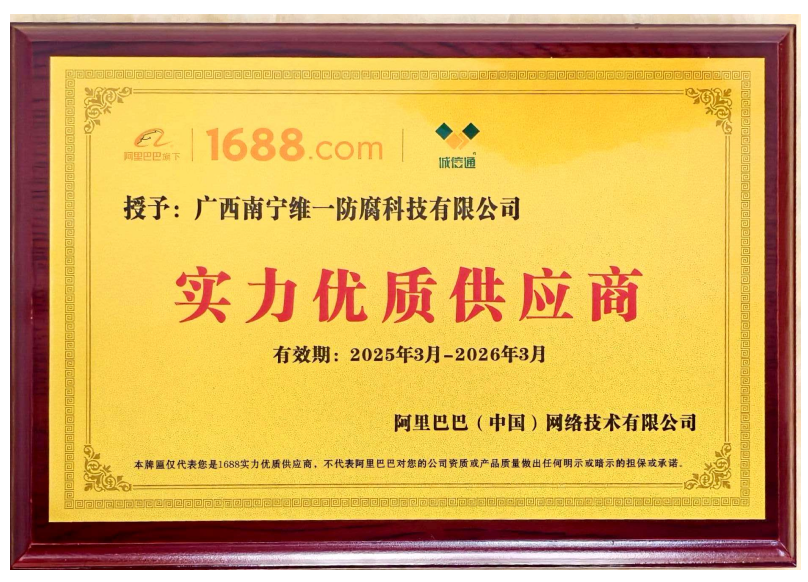 阿里巴巴旗下 1688.com 诚信通
授予：广西南宁维一防腐科技有限公司
实力优质供应商
有效期：2025年3月-2026年3月
阿里巴巴（中国）网络技术有限公司
本牌匾仅代表您是1688实力优质供应商，不代表阿里巴巴对您的公司资质或产品质量做出任何明示或暗示的担保或承诺。